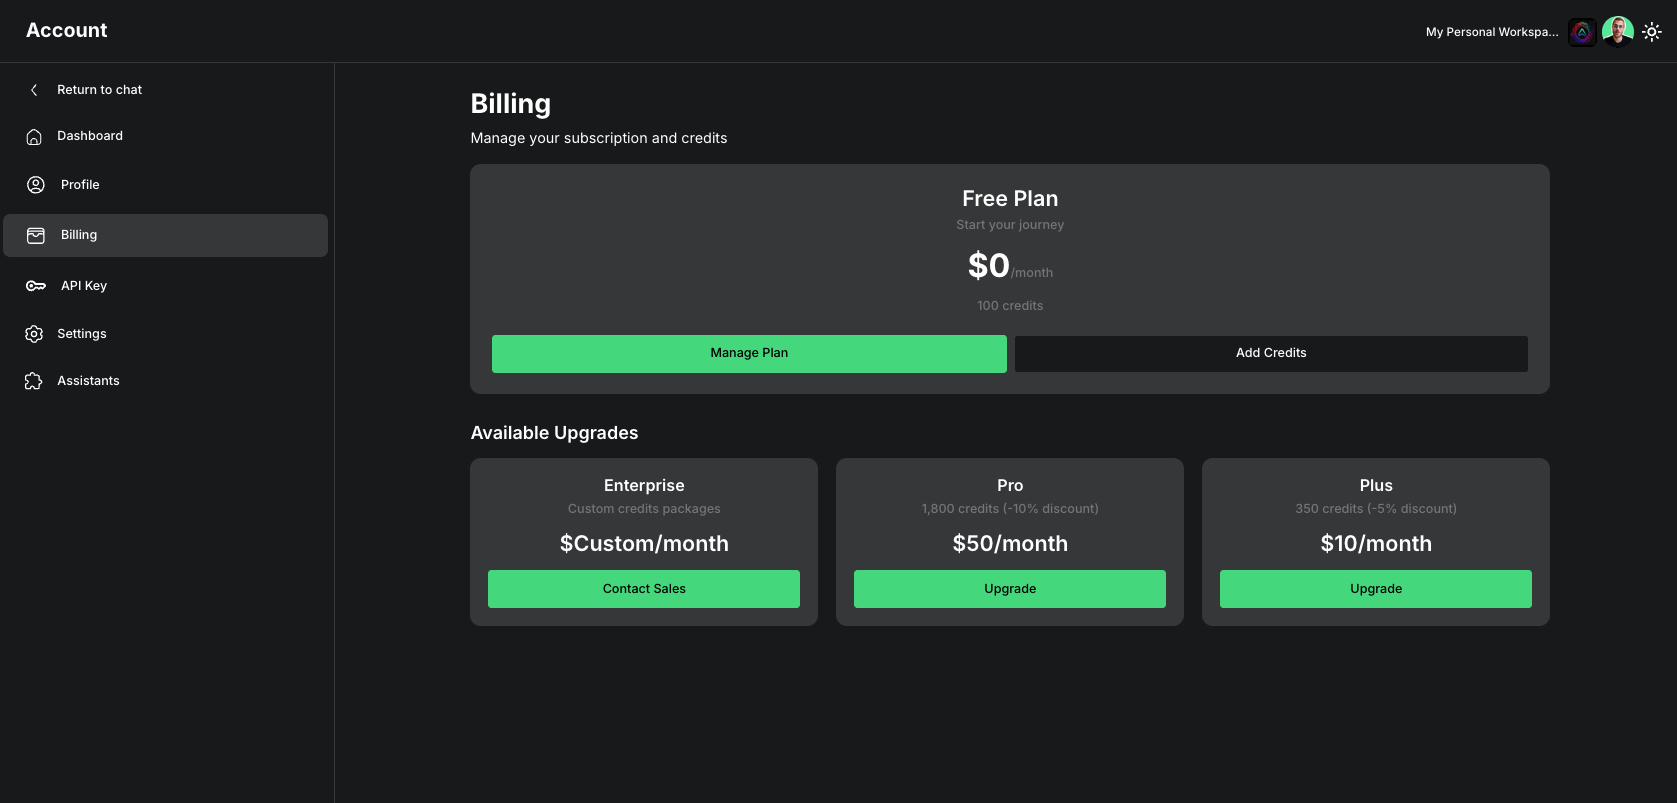 Account
My Personal Workspa...
Return to chat
Dashboard
Profile
Billing
API Key
Settings
Assistants
Billing
Manage your subscription and credits
Free Plan
Start your journey
$0/month
100 credits
Manage Plan
Add Credits
Available Upgrades
Enterprise
Custom credits packages
$Custom/month
Contact Sales
Pro
1,800 credits (-10% discount)
$50/month
Upgrade
Plus
350 credits (-5% discount)
$10/month
Upgrade